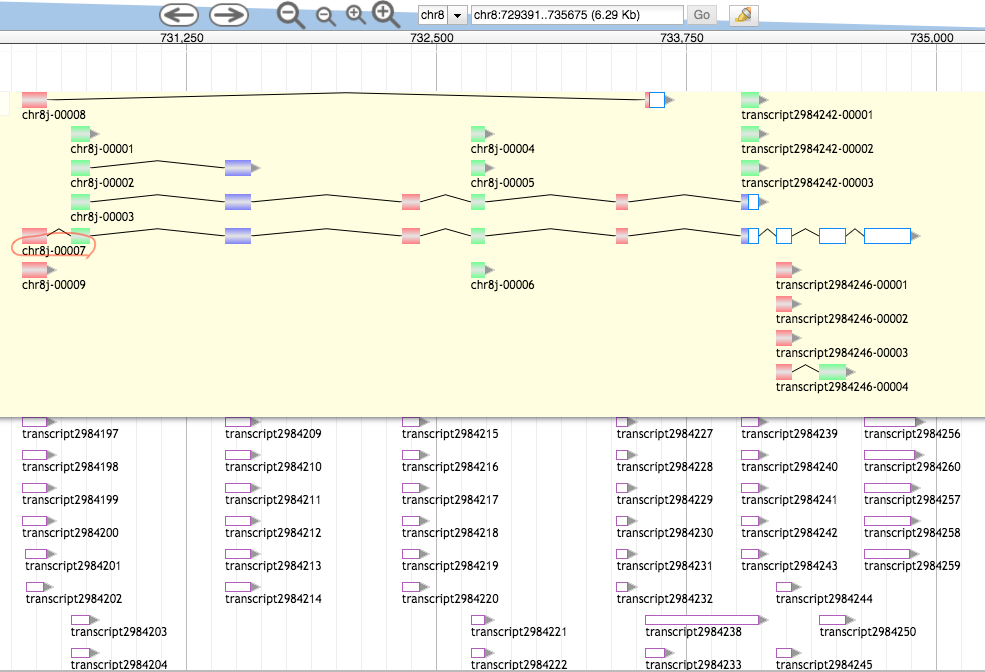 chr8 chr8:729391..735675 (6.29 Kb) Go
731,250 732,500 733,750 735,000
chr8j-00008 transcript2984242-00001
chr8j-00001 chr8j-00004 transcript2984242-00002
chr8j-00002 chr8j-00005 transcript2984242-00003
chr8j-00003
chr8j-00007
chr8j-00009 chr8j-00006 transcript2984246-00001
transcript2984246-00002
transcript2984246-00003
transcript2984246-00004
transcript2984197 transcript2984209 transcript2984215 transcript2984227 transcript2984239 transcript2984256
transcript2984198 transcript2984210 transcript2984216 transcript2984228 transcript2984240 transcript2984260
transcript2984199 transcript2984211 transcript2984217 transcript2984229 transcript2984241 transcript2984257
transcript2984200 transcript2984212 transcript2984218 transcript2984230 transcript2984242 transcript2984258
transcript2984201 transcript2984213 transcript2984219 transcript2984231 transcript2984243 transcript2984259
transcript2984202 transcript2984214 transcript2984220 transcript2984232 transcript2984244
transcript2984203 transcript2984221 transcript2984238 transcript2984250
transcript2984204 transcript2984222 transcript2984233 transcript2984245